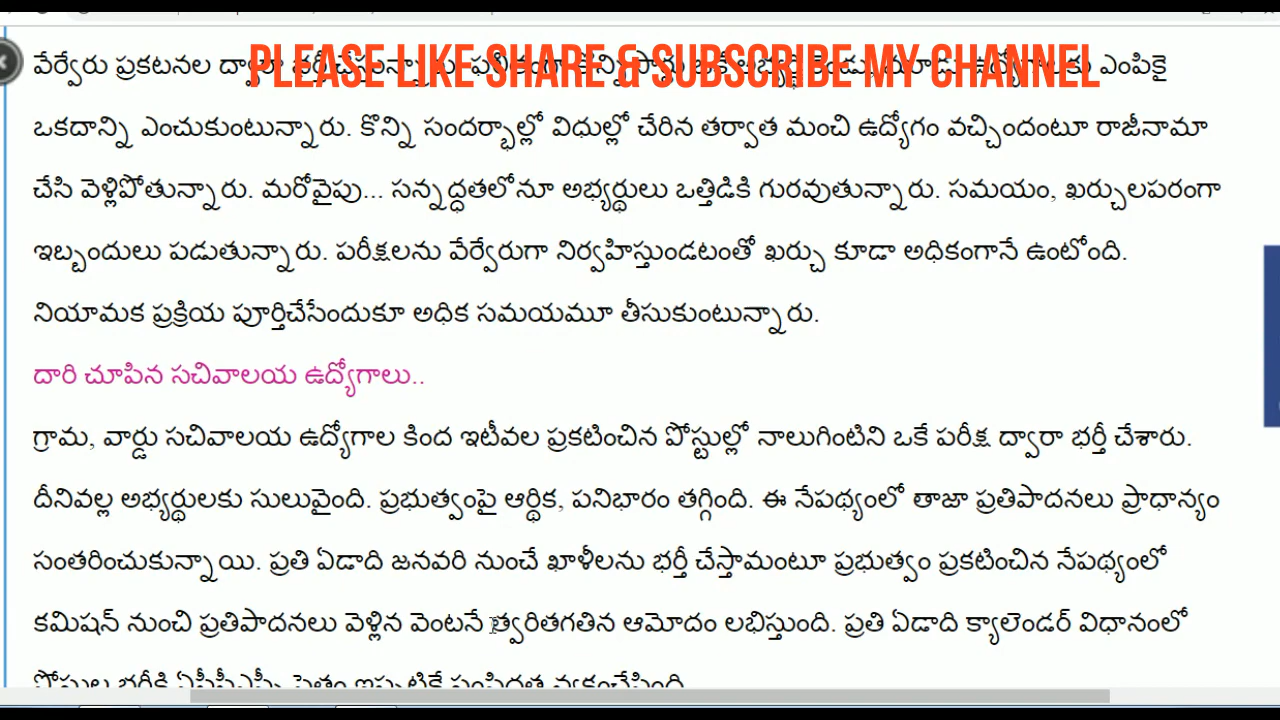 PLEASE LIKE SHARE & SUBSCRIBE MY CHANNEL
వేర్వేరు ప్రకటనల ద్వారా ఎంపికై
ఒకదాన్ని ఎంచుకుంటున్నారు. కొన్ని సందర్భాల్లో విధుల్లో చేరిన తర్వాత మంచి ఉద్యోగం వచ్చిందంటూ రాజీనామా
చేసి వెళ్లిపోతున్నారు. మరోవైపు... సన్నద్ధతలోనూ అభ్యర్థులు ఒత్తిడికి గురవుతున్నారు. సమయం, ఖర్చులపరంగా
ఇబ్బందులు పడుతున్నారు. పరీక్షలను వేర్వేరుగా నిర్వహిస్తుండటంతో ఖర్చు కూడా అధికంగానే ఉంటోంది.
నియామక ప్రక్రియ పూర్తిచేసేందుకూ అధిక సమయమూ తీసుకుంటున్నారు.
దారి చూపిన సచివాలయ ఉద్యోగాలు..
గ్రామ, వార్డు సచివాలయ ఉద్యోగాల కింద ఇటీవల ప్రకటించిన పోస్టుల్లో నాలుగింటిని ఒకే పరీక్ష ద్వారా భర్తీ చేశారు.
దీనివల్ల అభ్యర్థులకు సులువైంది. ప్రభుత్వంపై ఆర్థిక, పనిభారం తగ్గింది. ఈ నేపథ్యంలో తాజా ప్రతిపాదనలు ప్రాధాన్యం
సంతరించుకున్నాయి. ప్రతి ఏడాది జనవరి నుంచే ఖాళీలను భర్తీ చేస్తామంటూ ప్రభుత్వం ప్రకటించిన నేపథ్యంలో
కమిషన్ నుంచి ప్రతిపాదనలు వెళ్లిన వెంటనే త్వరితగతిన ఆమోదం లభిస్తుంది. ప్రతి ఏడాది క్యాలెండర్ విధానంలో